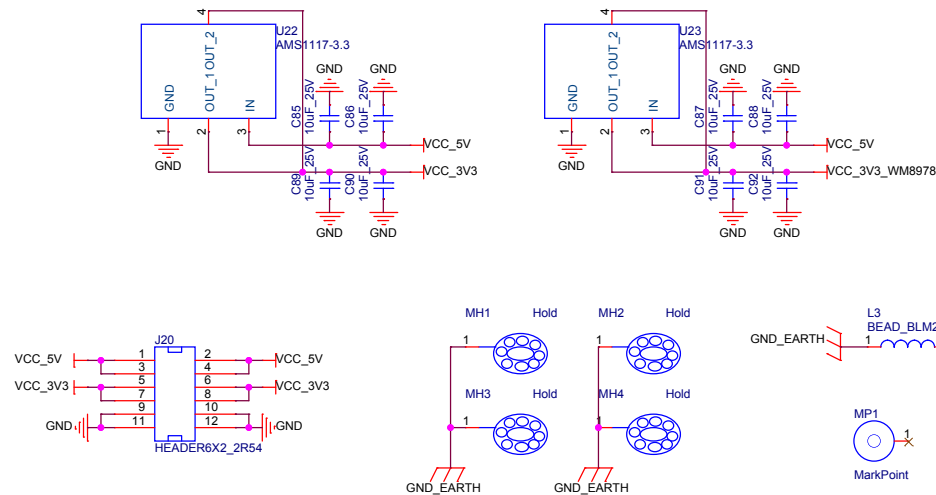 4
U22
AMS1117-3.3
GND
OUT_1
OUT_2
IN
1
2
3
GND
C85
10uF_25V
C86
10uF_25V
GND
GND
VCC_5V
VCC_3V3
C89
10uF_25V
C90
10uF_25V
GND
GND
4
U23
AMS1117-3.3
GND
OUT_1
OUT_2
IN
1
2
3
GND
C87
10uF_25V
C88
10uF_25V
GND
GND
VCC_5V
VCC_3V3_WM8978
C91
10uF_25V
C92
10uF_25V
GND
GND
J20
VCC_5V 1 2 VCC_5V
3 4
VCC_3V3 5 6 VCC_3V3
7 8
9 10
GND 11 12 GND
HEADER6X2_2R54
MH1 Hold
1
MH2 Hold
1
MH3 Hold
1
MH4 Hold
1
GND_EARTH
GND_EARTH
L3
BEAD_BLM2
GND_EARTH 1
MP1
1
MarkPoint